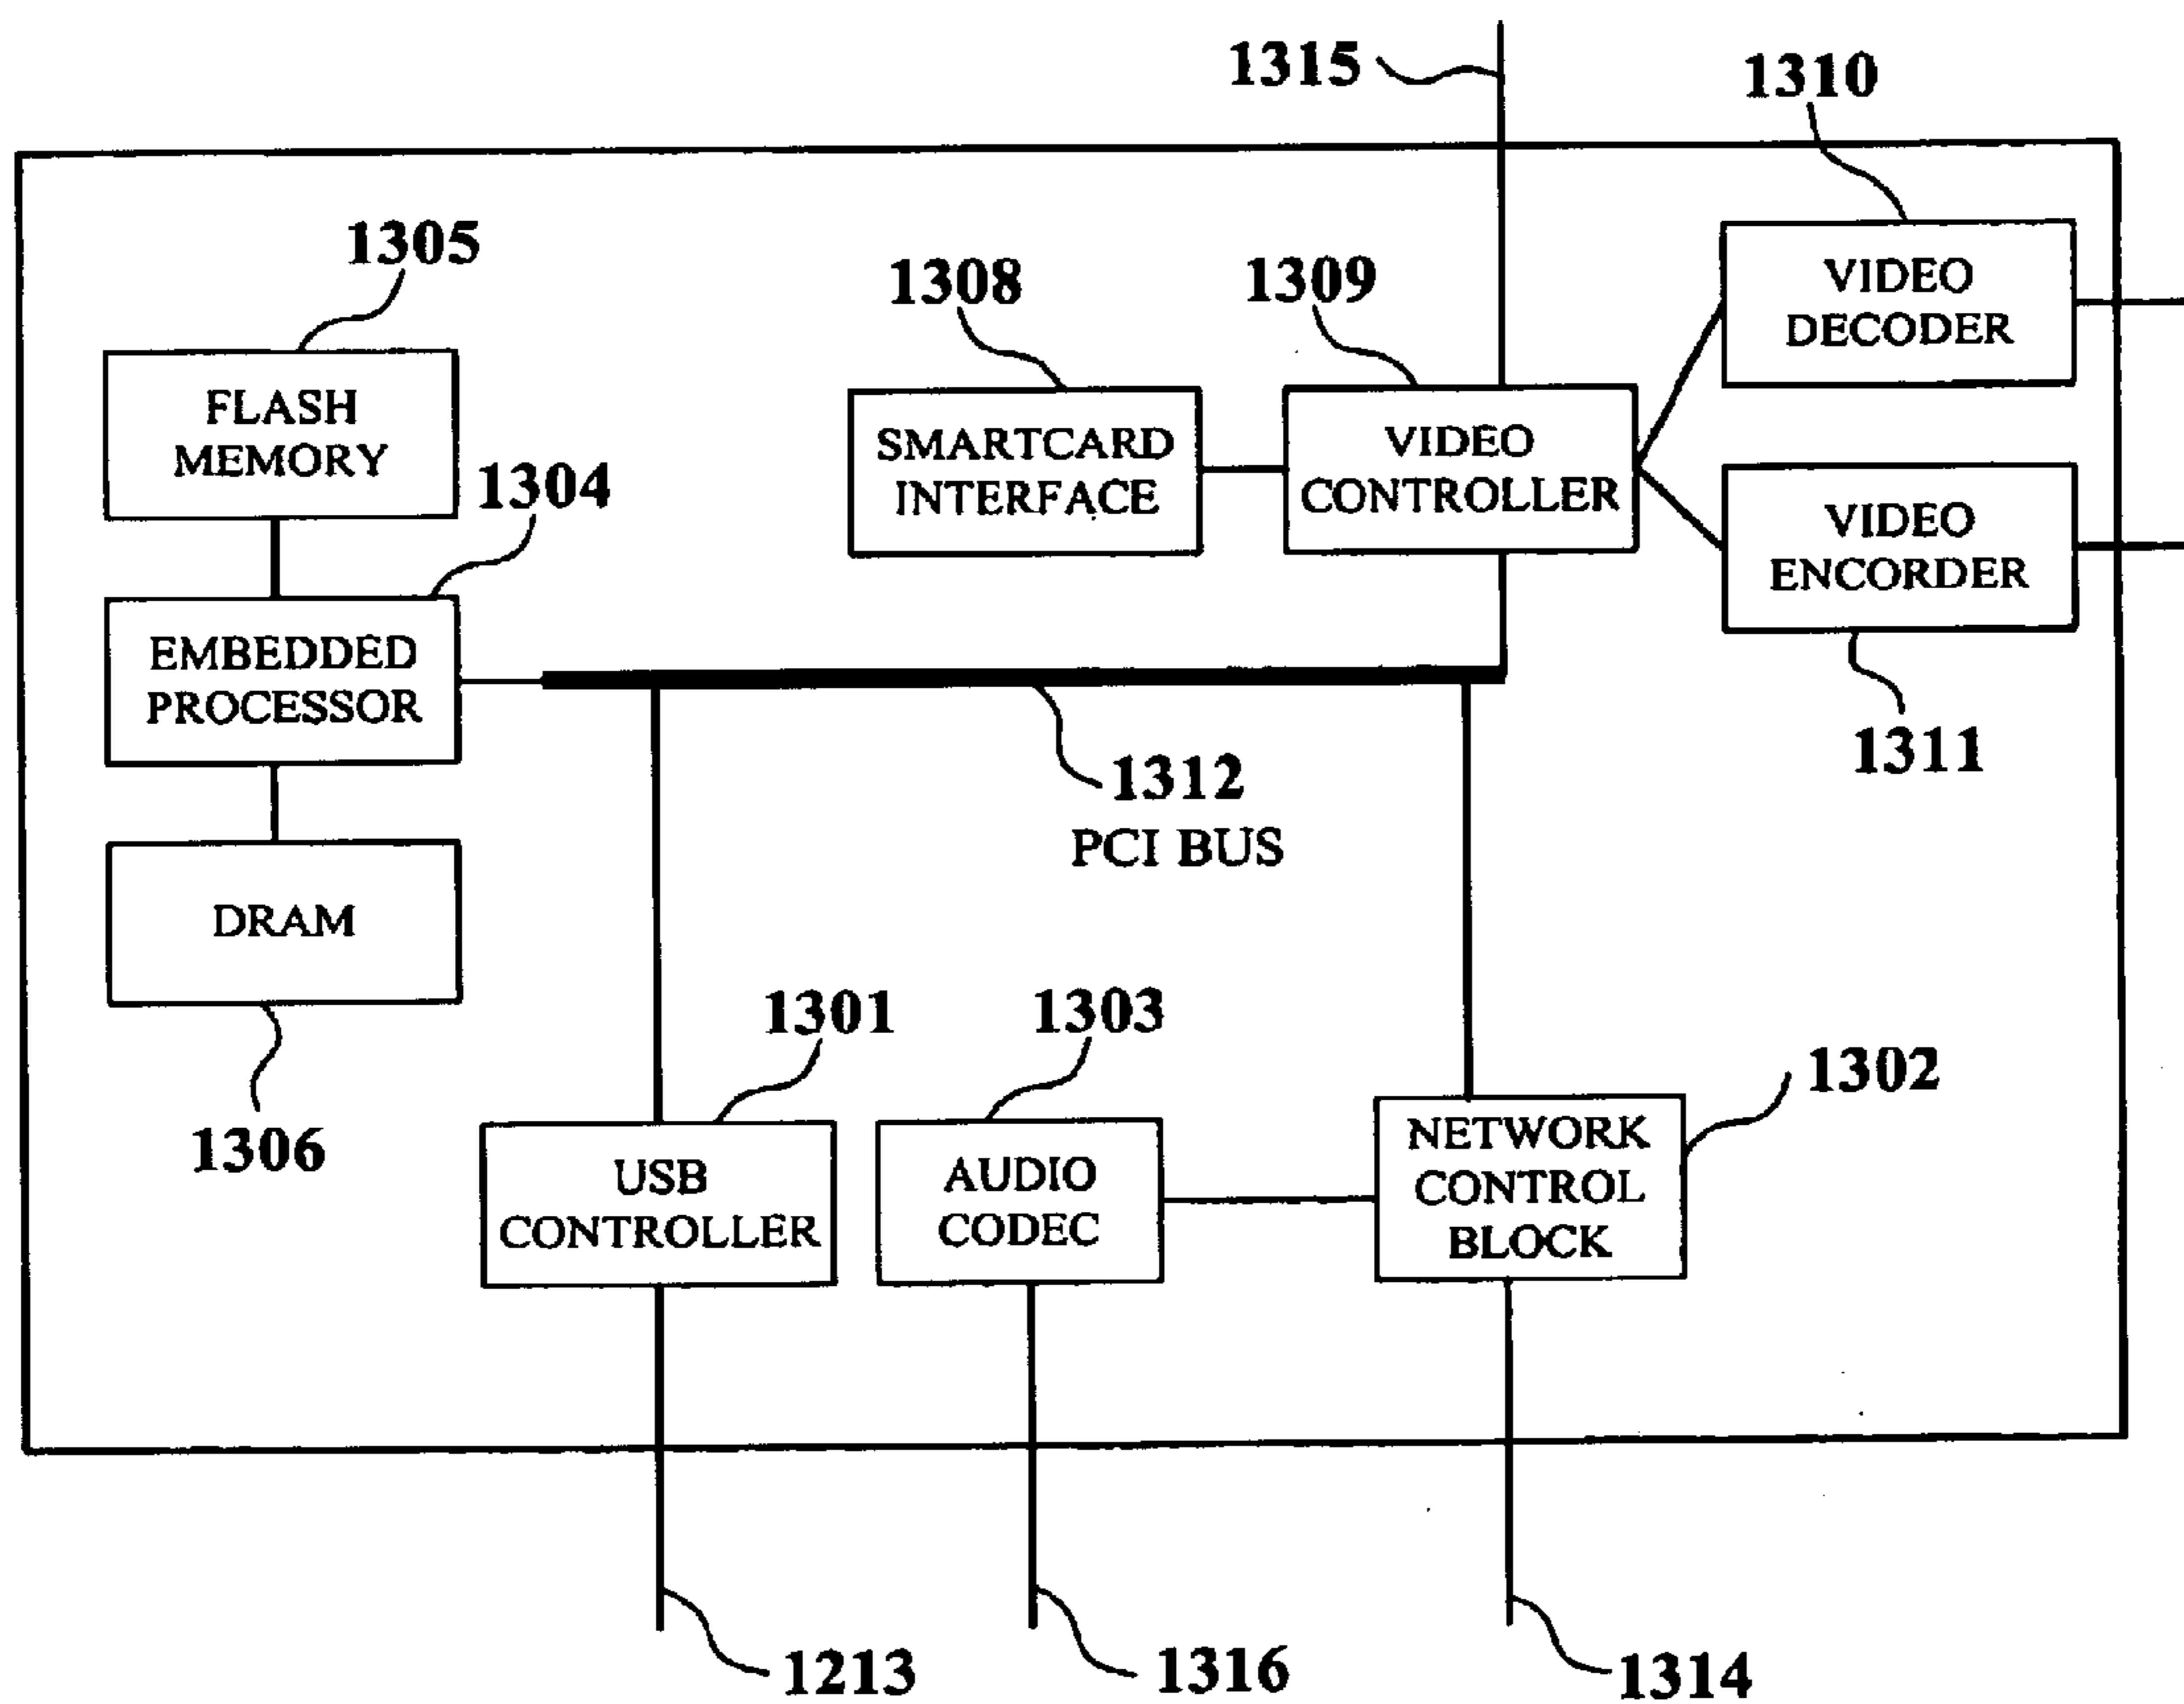 1315
1310
1305
1308
1309
VIDEO
DECODER
FLASH
MEMORY
SMARTCARD
INTERFACE
VIDEO
CONTROLLER
1304
VIDEO
ENCORDER
EMBEDDED
PROCESSOR
1311
1312
PCI BUS
DRAM
1301
1303
1302
1306
USB
CONTROLLER
AUDIO
CODEC
NETWORK
CONTROL
BLOCK
1213
1316
1314